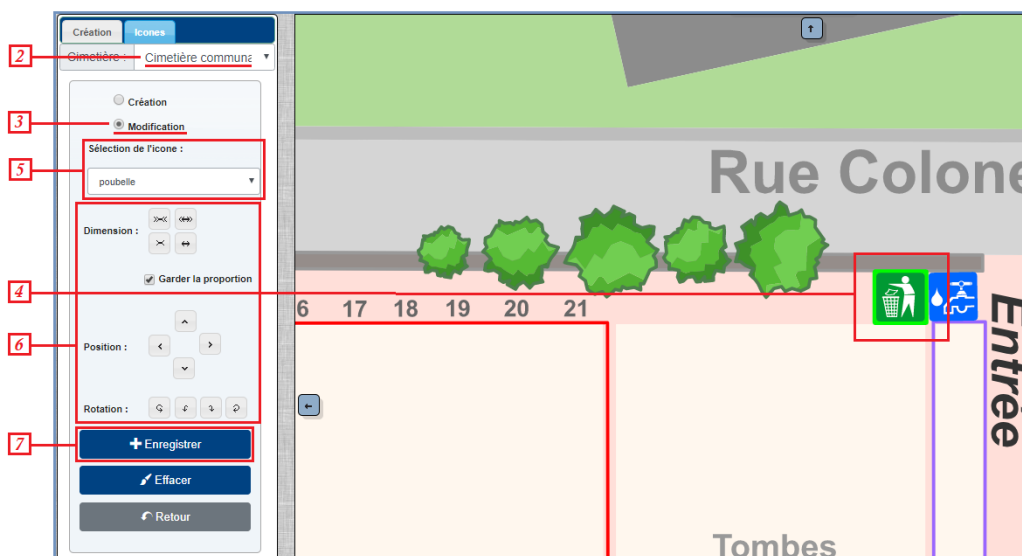 Création Icones
2
Cimetière : Cimetière communa
Création
3
Modification
Sélection de l'icone :
5
poubelle
Dimension :
Garder la proportion
4
Position :
6
Rotation :
7
Enregistrer
Effacer
Retour
Rue Colone
6 17 18 19 20 21
Entrée
Tombes